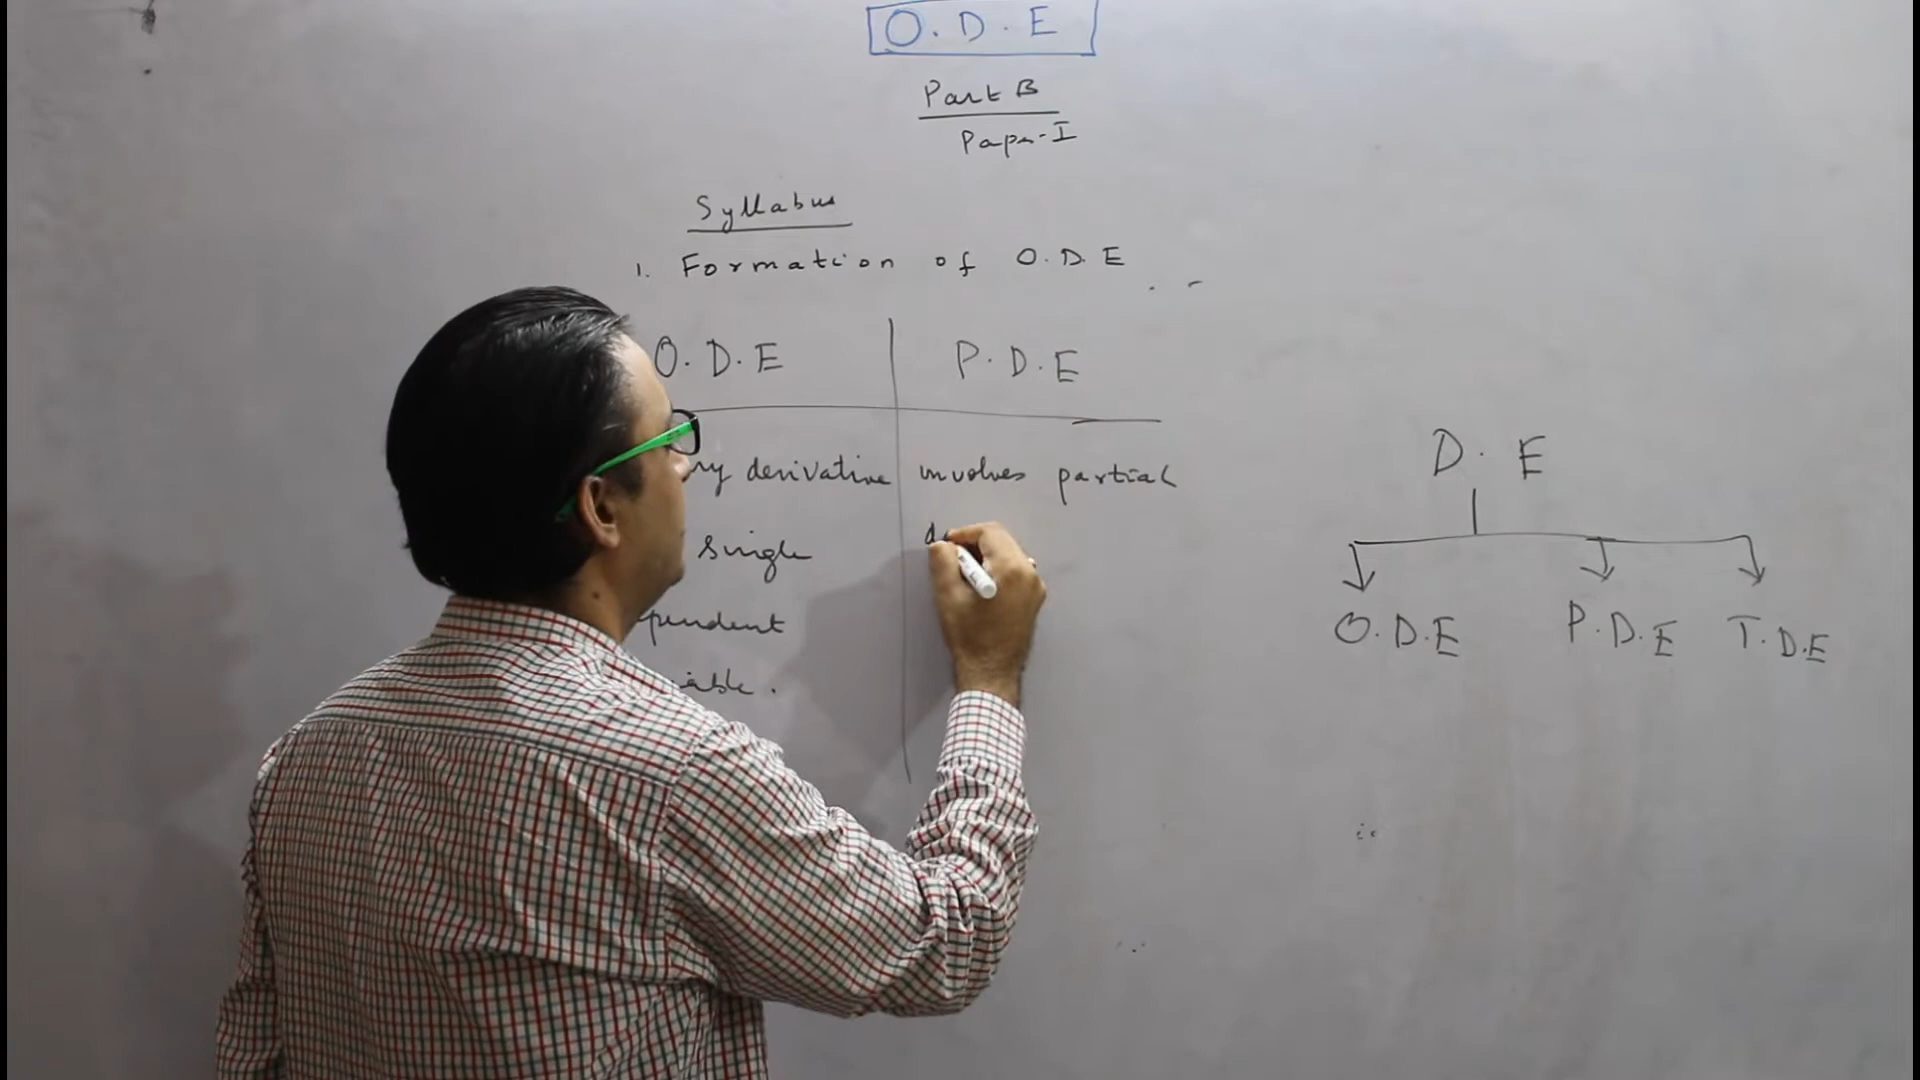 O. D. E
Part B
Paper-I
Syllabus
1. Formation of O. D. E
O. D. E
P. D. E
derivative
single
involves partial
D. E
O. D. E P. D. E T. D. E